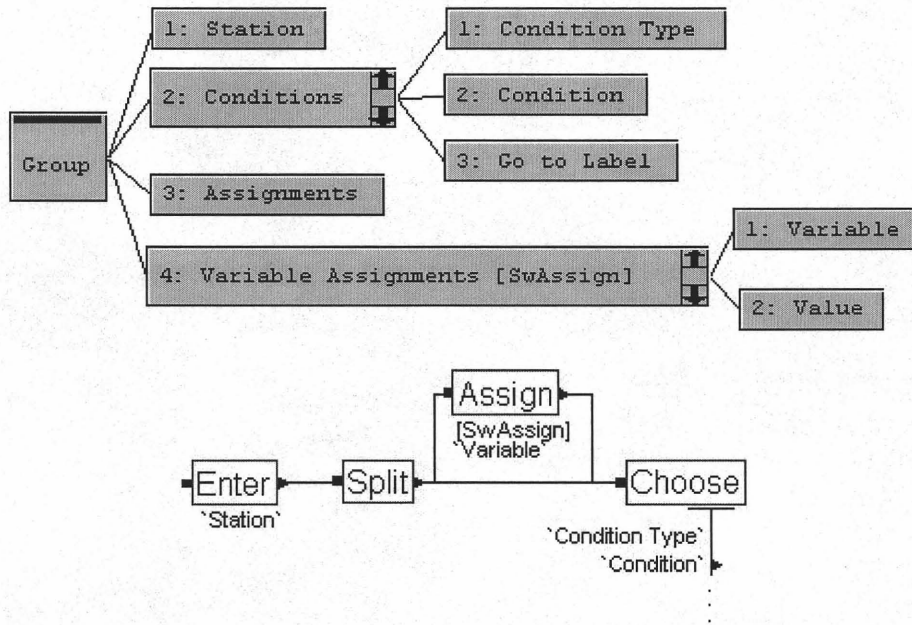 1: Station
1: Condition Type
2: Conditions
2: Condition
Group
3: Go to Label
3: Assignments
1: Variable
4: Variable Assignments [SwAssign]
2: Value
Assign
[SwAssign]
`Variable`
Enter
Split
Choose
`Station`
`Condition Type`
`Condition`